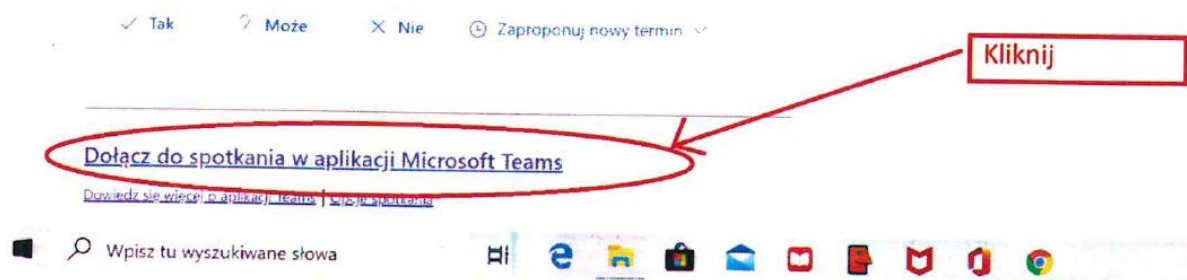 Tak Może Nie Zaproponuj nowy termin
Kliknij
Dołącz do spotkania w aplikacji Microsoft Teams
Dowiedz się więcej o aplikacji Teams | Opcje spotkania
Wpisz tu wyszukiwane słowa